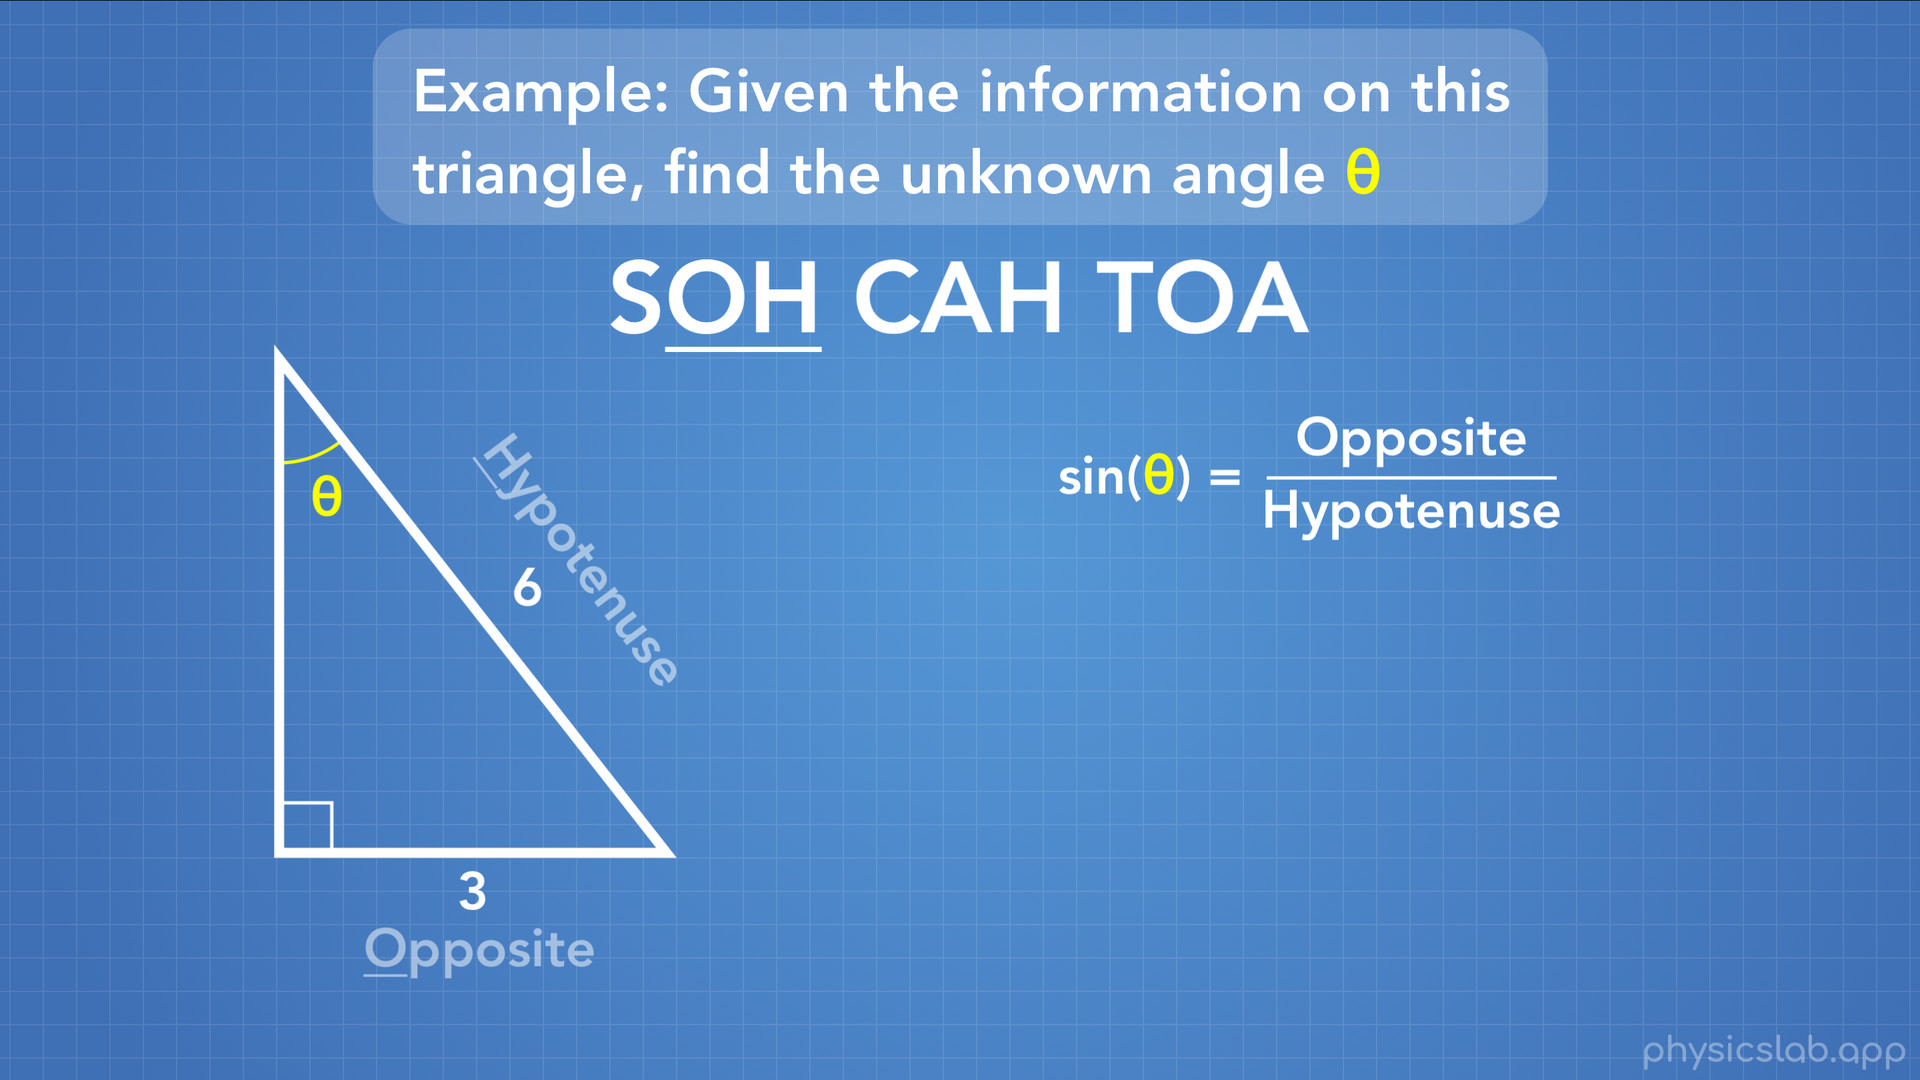 Example: Given the information on this
triangle, find the unknown angle θ
SOH CAH TOA
θ
Hypotenuse
6
3
Opposite
sin(θ) = Opposite / Hypotenuse
physicslab.app